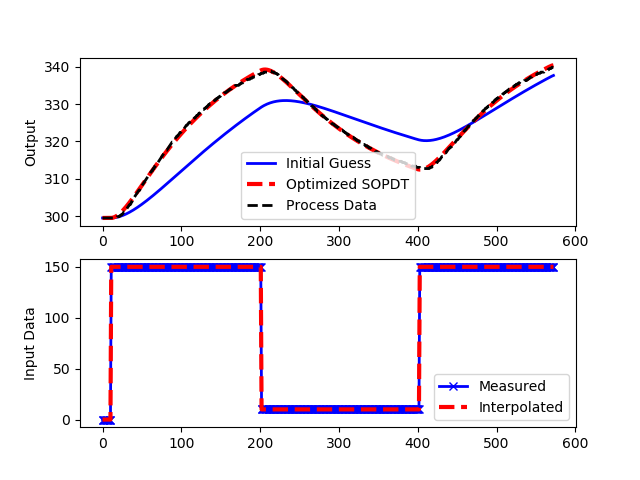 340
330
320
310
300
Output
Initial Guess
Optimized SOPDT
Process Data
0 100 200 300 400 500 600
150
100
50
0
Input Data
Measured
Interpolated
0 100 200 300 400 500 600